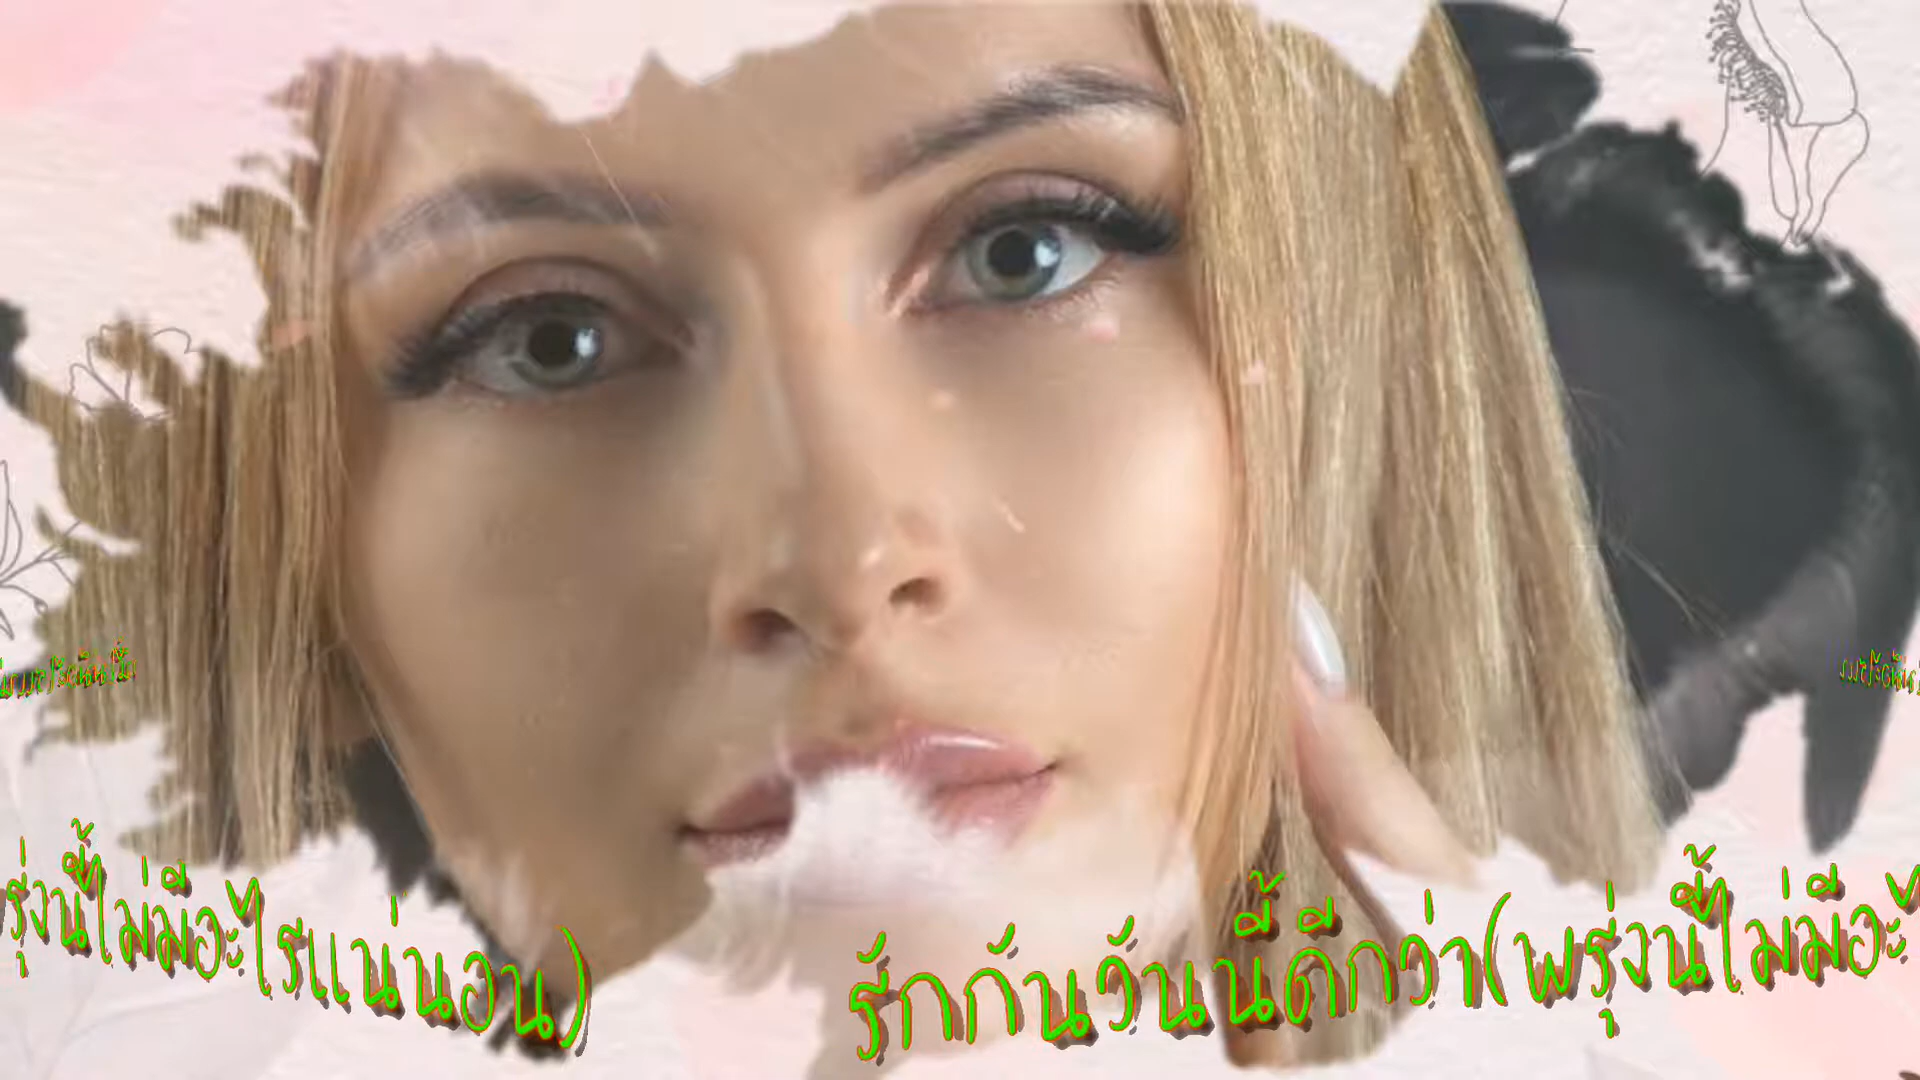 รุ่งนี้ไม่มีอะไรแน่นอน)
รักกันวันนี้ดีกว่า(พรุ่งนี้ไม่มีอะไ